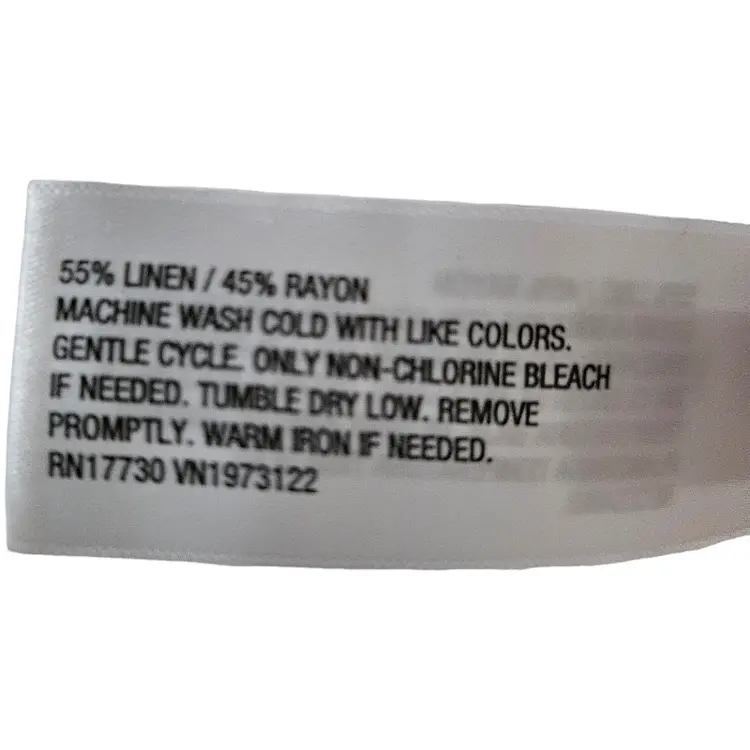 55% LINEN / 45% RAYON
MACHINE WASH COLD WITH LIKE COLORS.
GENTLE CYCLE. ONLY NON-CHLORINE BLEACH
IF NEEDED. TUMBLE DRY LOW. REMOVE
PROMPTLY. WARM IRON IF NEEDED.
RN17730 VN1973122